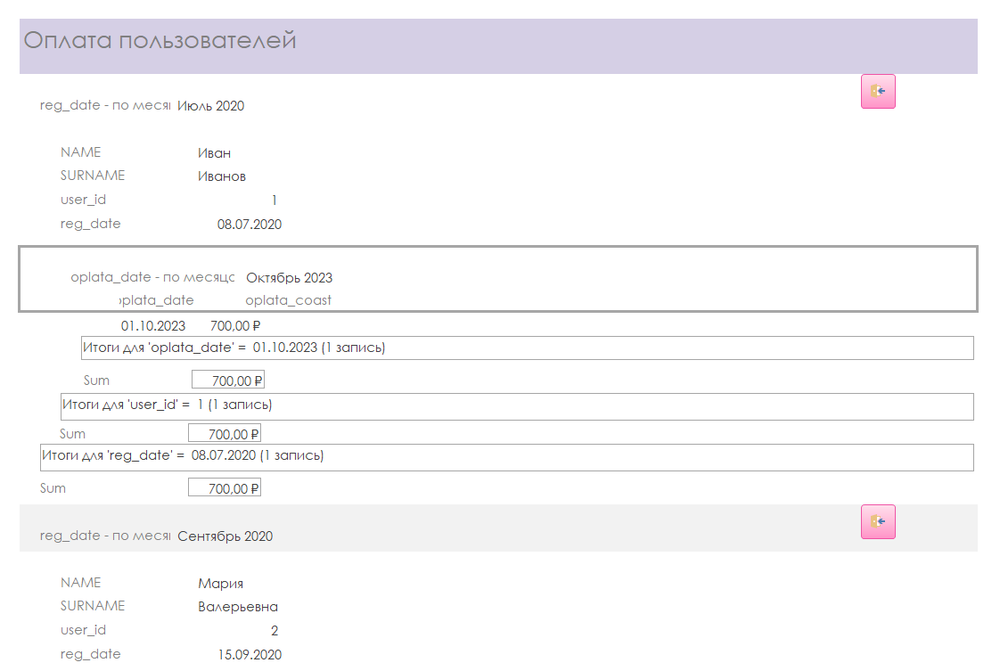 Оплата пользователей
reg_date - по меся Июль 2020
NAME Иван
SURNAME Иванов
user_id 1
reg_date 08.07.2020
oplata_date - по месяцс Октябрь 2023
oplata_date oplata_coast
01.10.2023 700,00 ₽
Итоги для 'oplata_date' = 01.10.2023 (1 запись)
Sum 700,00 ₽
Итоги для 'user_id' = 1 (1 запись)
Sum 700,00 ₽
Итоги для 'reg_date' = 08.07.2020 (1 запись)
Sum 700,00 ₽
reg_date - по меся Сентябрь 2020
NAME Мария
SURNAME Валерьевна
user_id 2
reg_date 15.09.2020